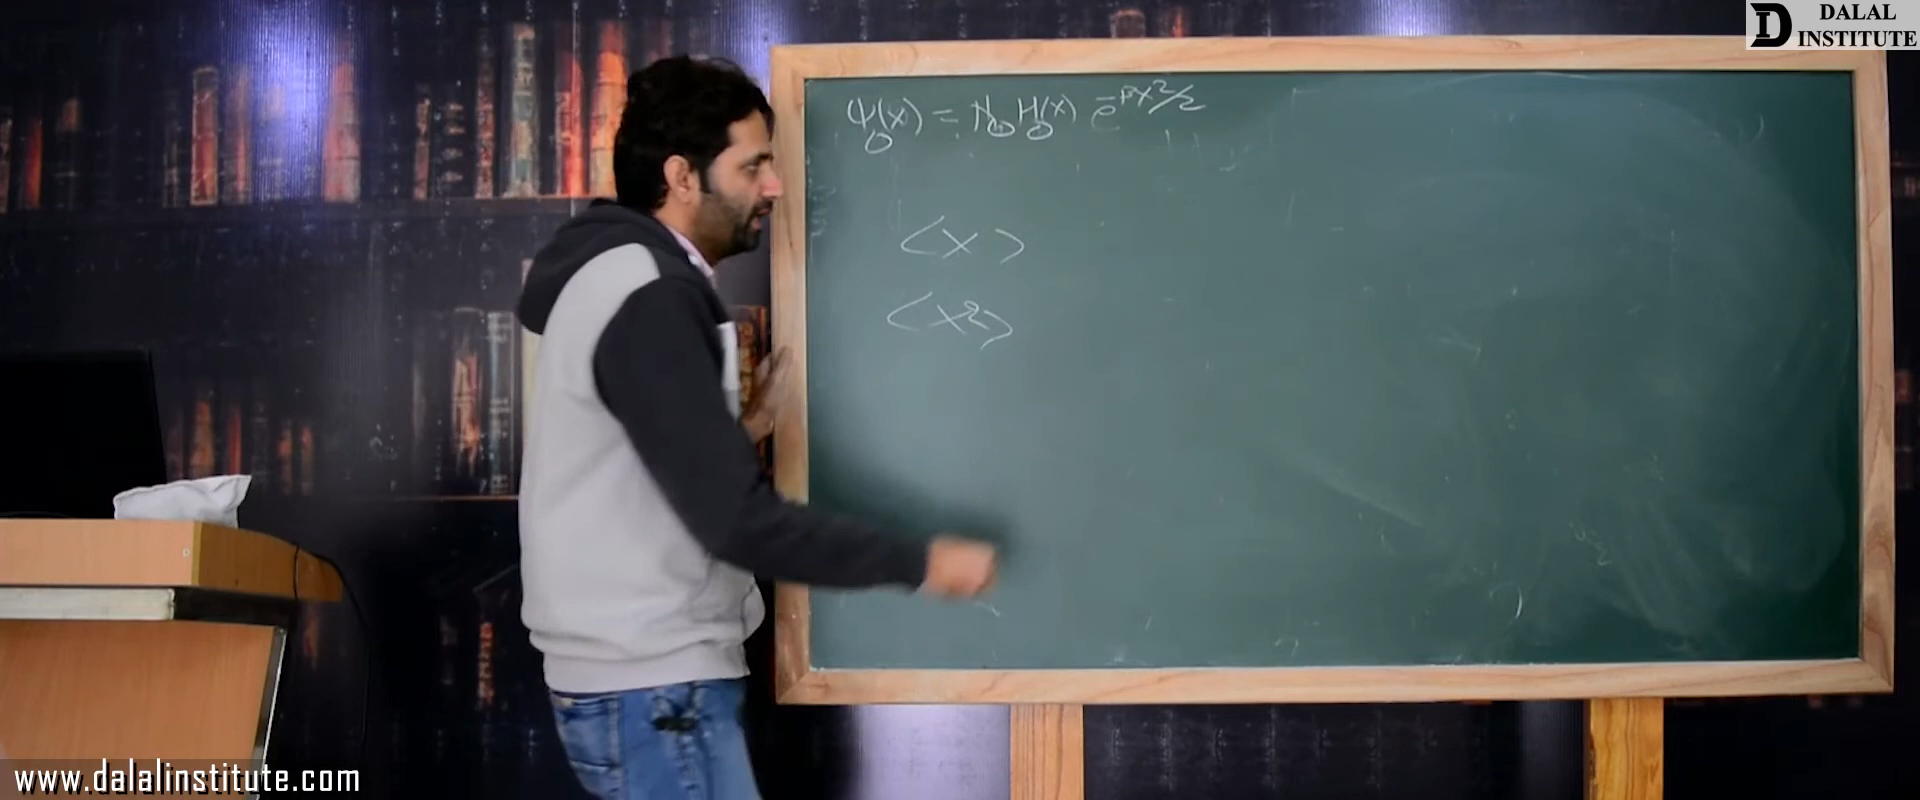 DALAL
INSTITUTE
ψ₀(x) = N₀ H₀(x) e^-βx²/2
<x>
<x²>
www.dalalinstitute.com